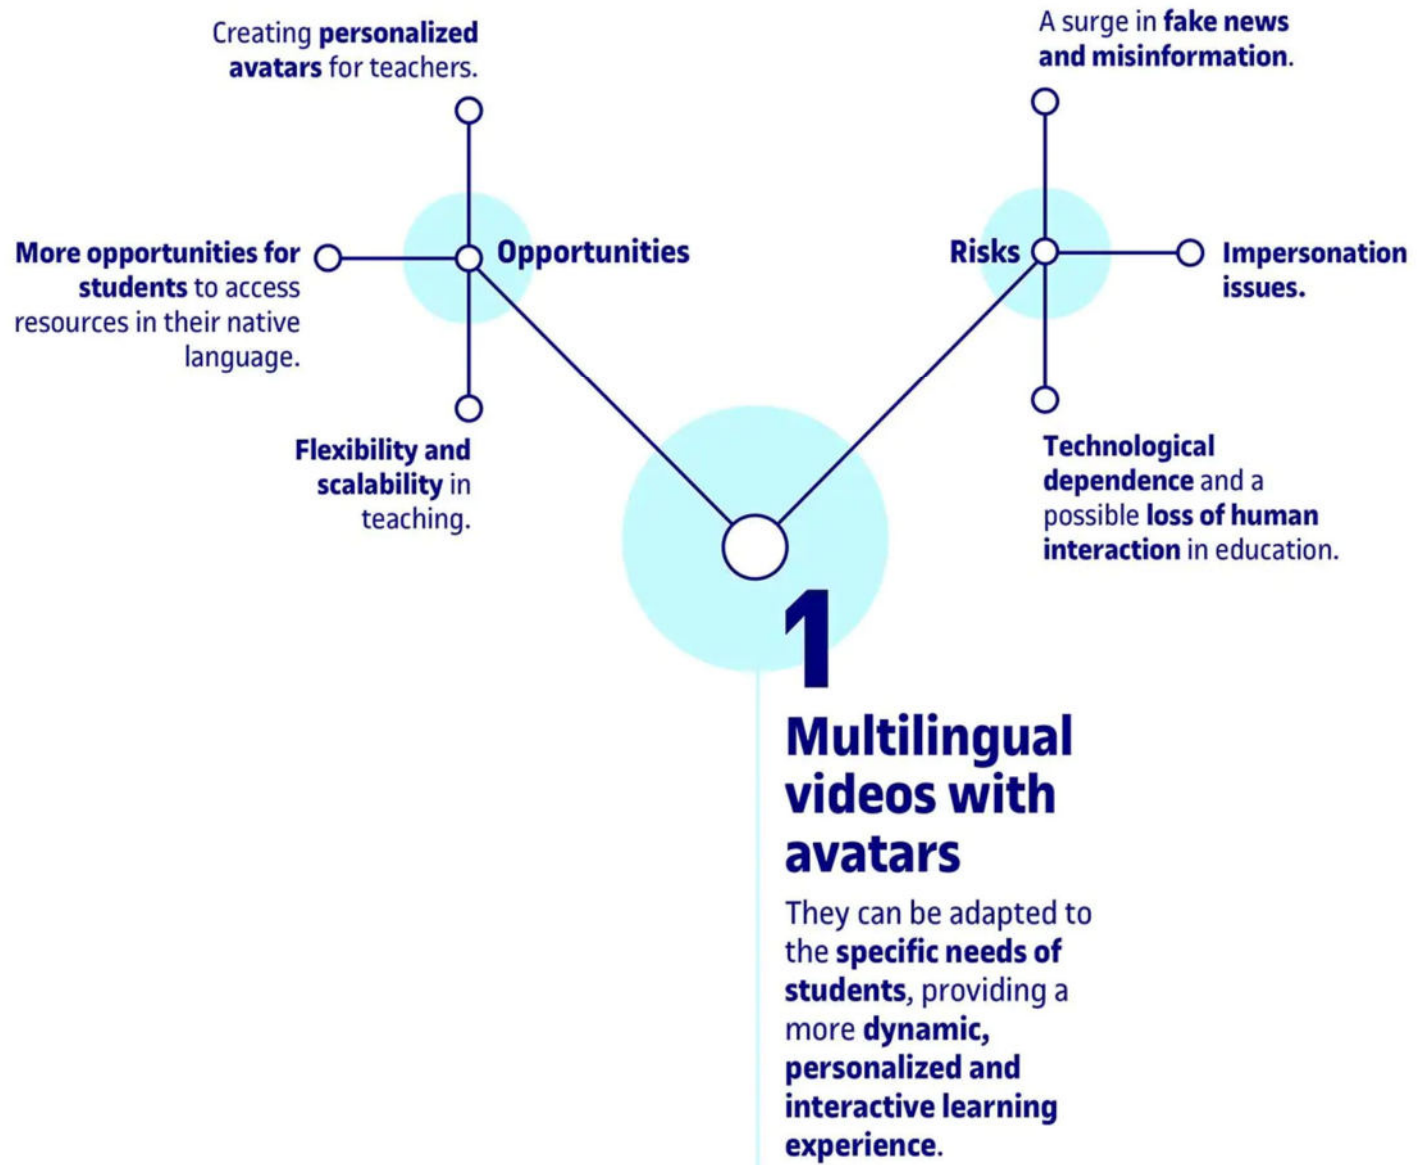 Creating personalized
avatars for teachers.
More opportunities for
students to access
resources in their native
language.
Opportunities
Flexibility and
scalability in
teaching.
A surge in fake news
and misinformation.
Risks
Impersonation
issues.
Technological
dependence and a
possible loss of human
interaction in education.
1
Multilingual
videos with
avatars
They can be adapted to
the specific needs of
students, providing a
more dynamic,
personalized and
interactive learning
experience.